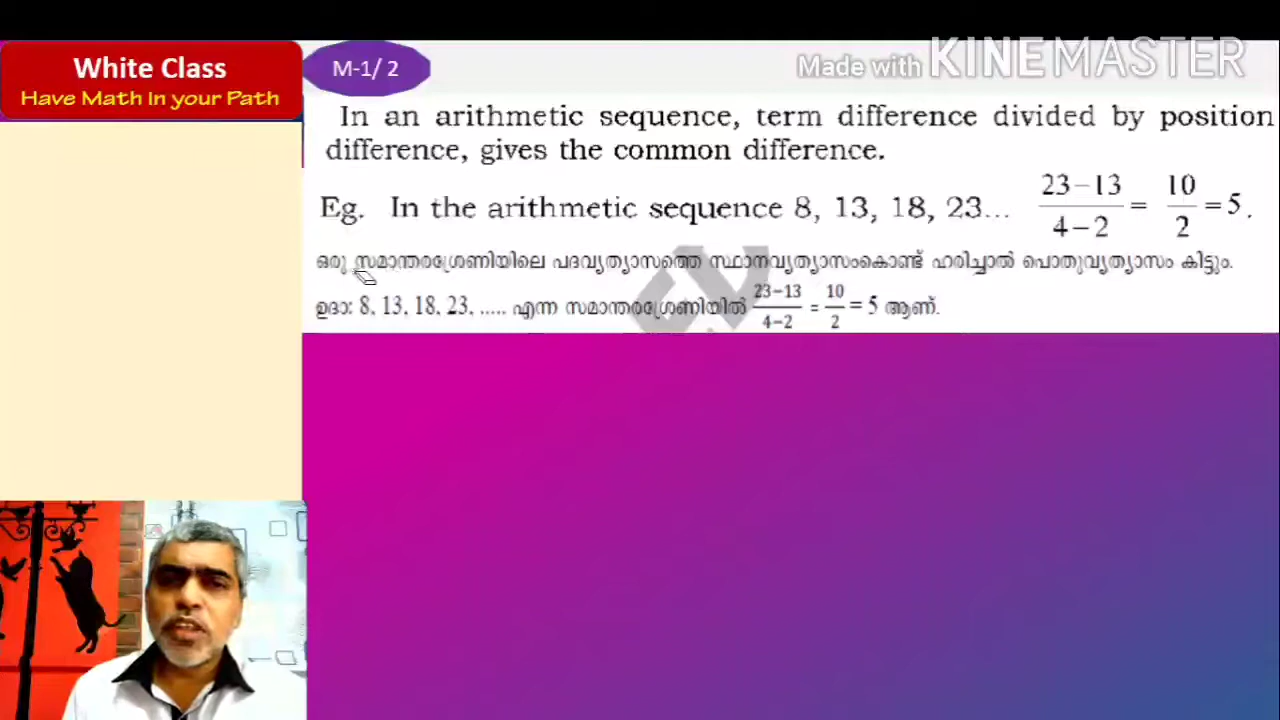 White Class
Have Math in your Path
M-1/ 2
Made with KINEMASTER
In an arithmetic sequence, term difference divided by position
difference, gives the common difference.
Eg. In the arithmetic sequence 8, 13, 18, 23... (23−13)/(4−2) = 10/2 = 5.
ഒരു സമാന്തരശ്രേണിയിലെ പദവ്യത്യാസത്തെ സ്ഥാനവ്യത്യാസംകൊണ്ട് ഹരിച്ചാൽ പൊതുവ്യത്യാസം കിട്ടും.
ഉദാ: 8, 13, 18, 23, ..... എന്ന സമാന്തരശ്രേണിയിൽ (23−13)/(4−2) = 10/2 = 5 ആണ്.